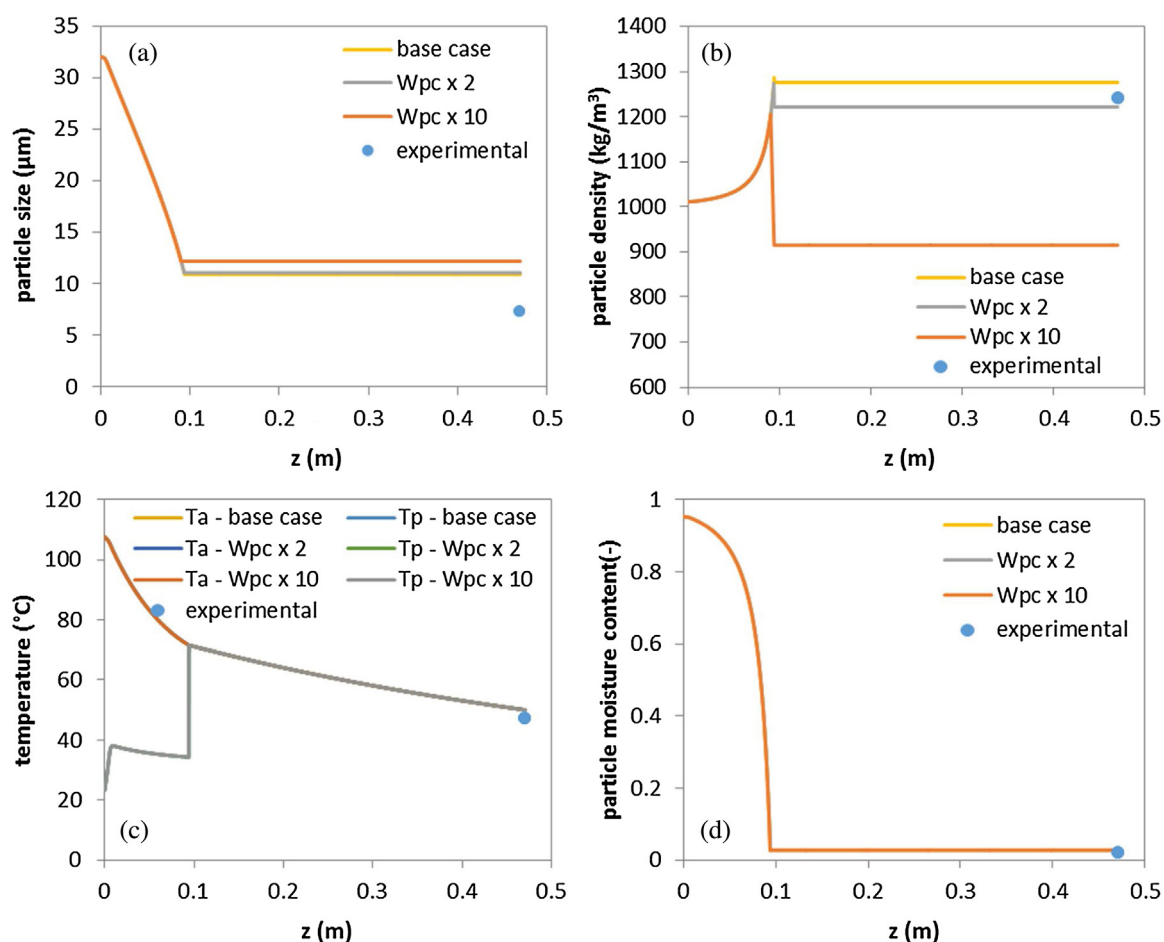 (a)
particle size (μm)
35
30
25
20
15
10
5
0
0
0.1
0.2
0.3
0.4
0.5
z (m)
base case
Wpc x 2
Wpc x 10
experimental
(b)
particle density (kg/m³)
1400
1300
1200
1100
1000
900
800
700
600
0
0.1
0.2
0.3
0.4
0.5
z (m)
base case
Wpc x 2
Wpc x 10
experimental
temperature (°C)
120
100
80
60
40
20
0
0
0.1
0.2
0.3
0.4
0.5
z (m)
Ta - base case Tp - base case
Ta - Wpc x 2 Tp - Wpc x 2
Ta - Wpc x 10 Tp - Wpc x 10
experimental
(c)
particle moisture content(-)
1
0.8
0.6
0.4
0.2
0
0
0.1
0.2
0.3
0.4
0.5
z (m)
base case
Wpc x 2
Wpc x 10
experimental
(d)